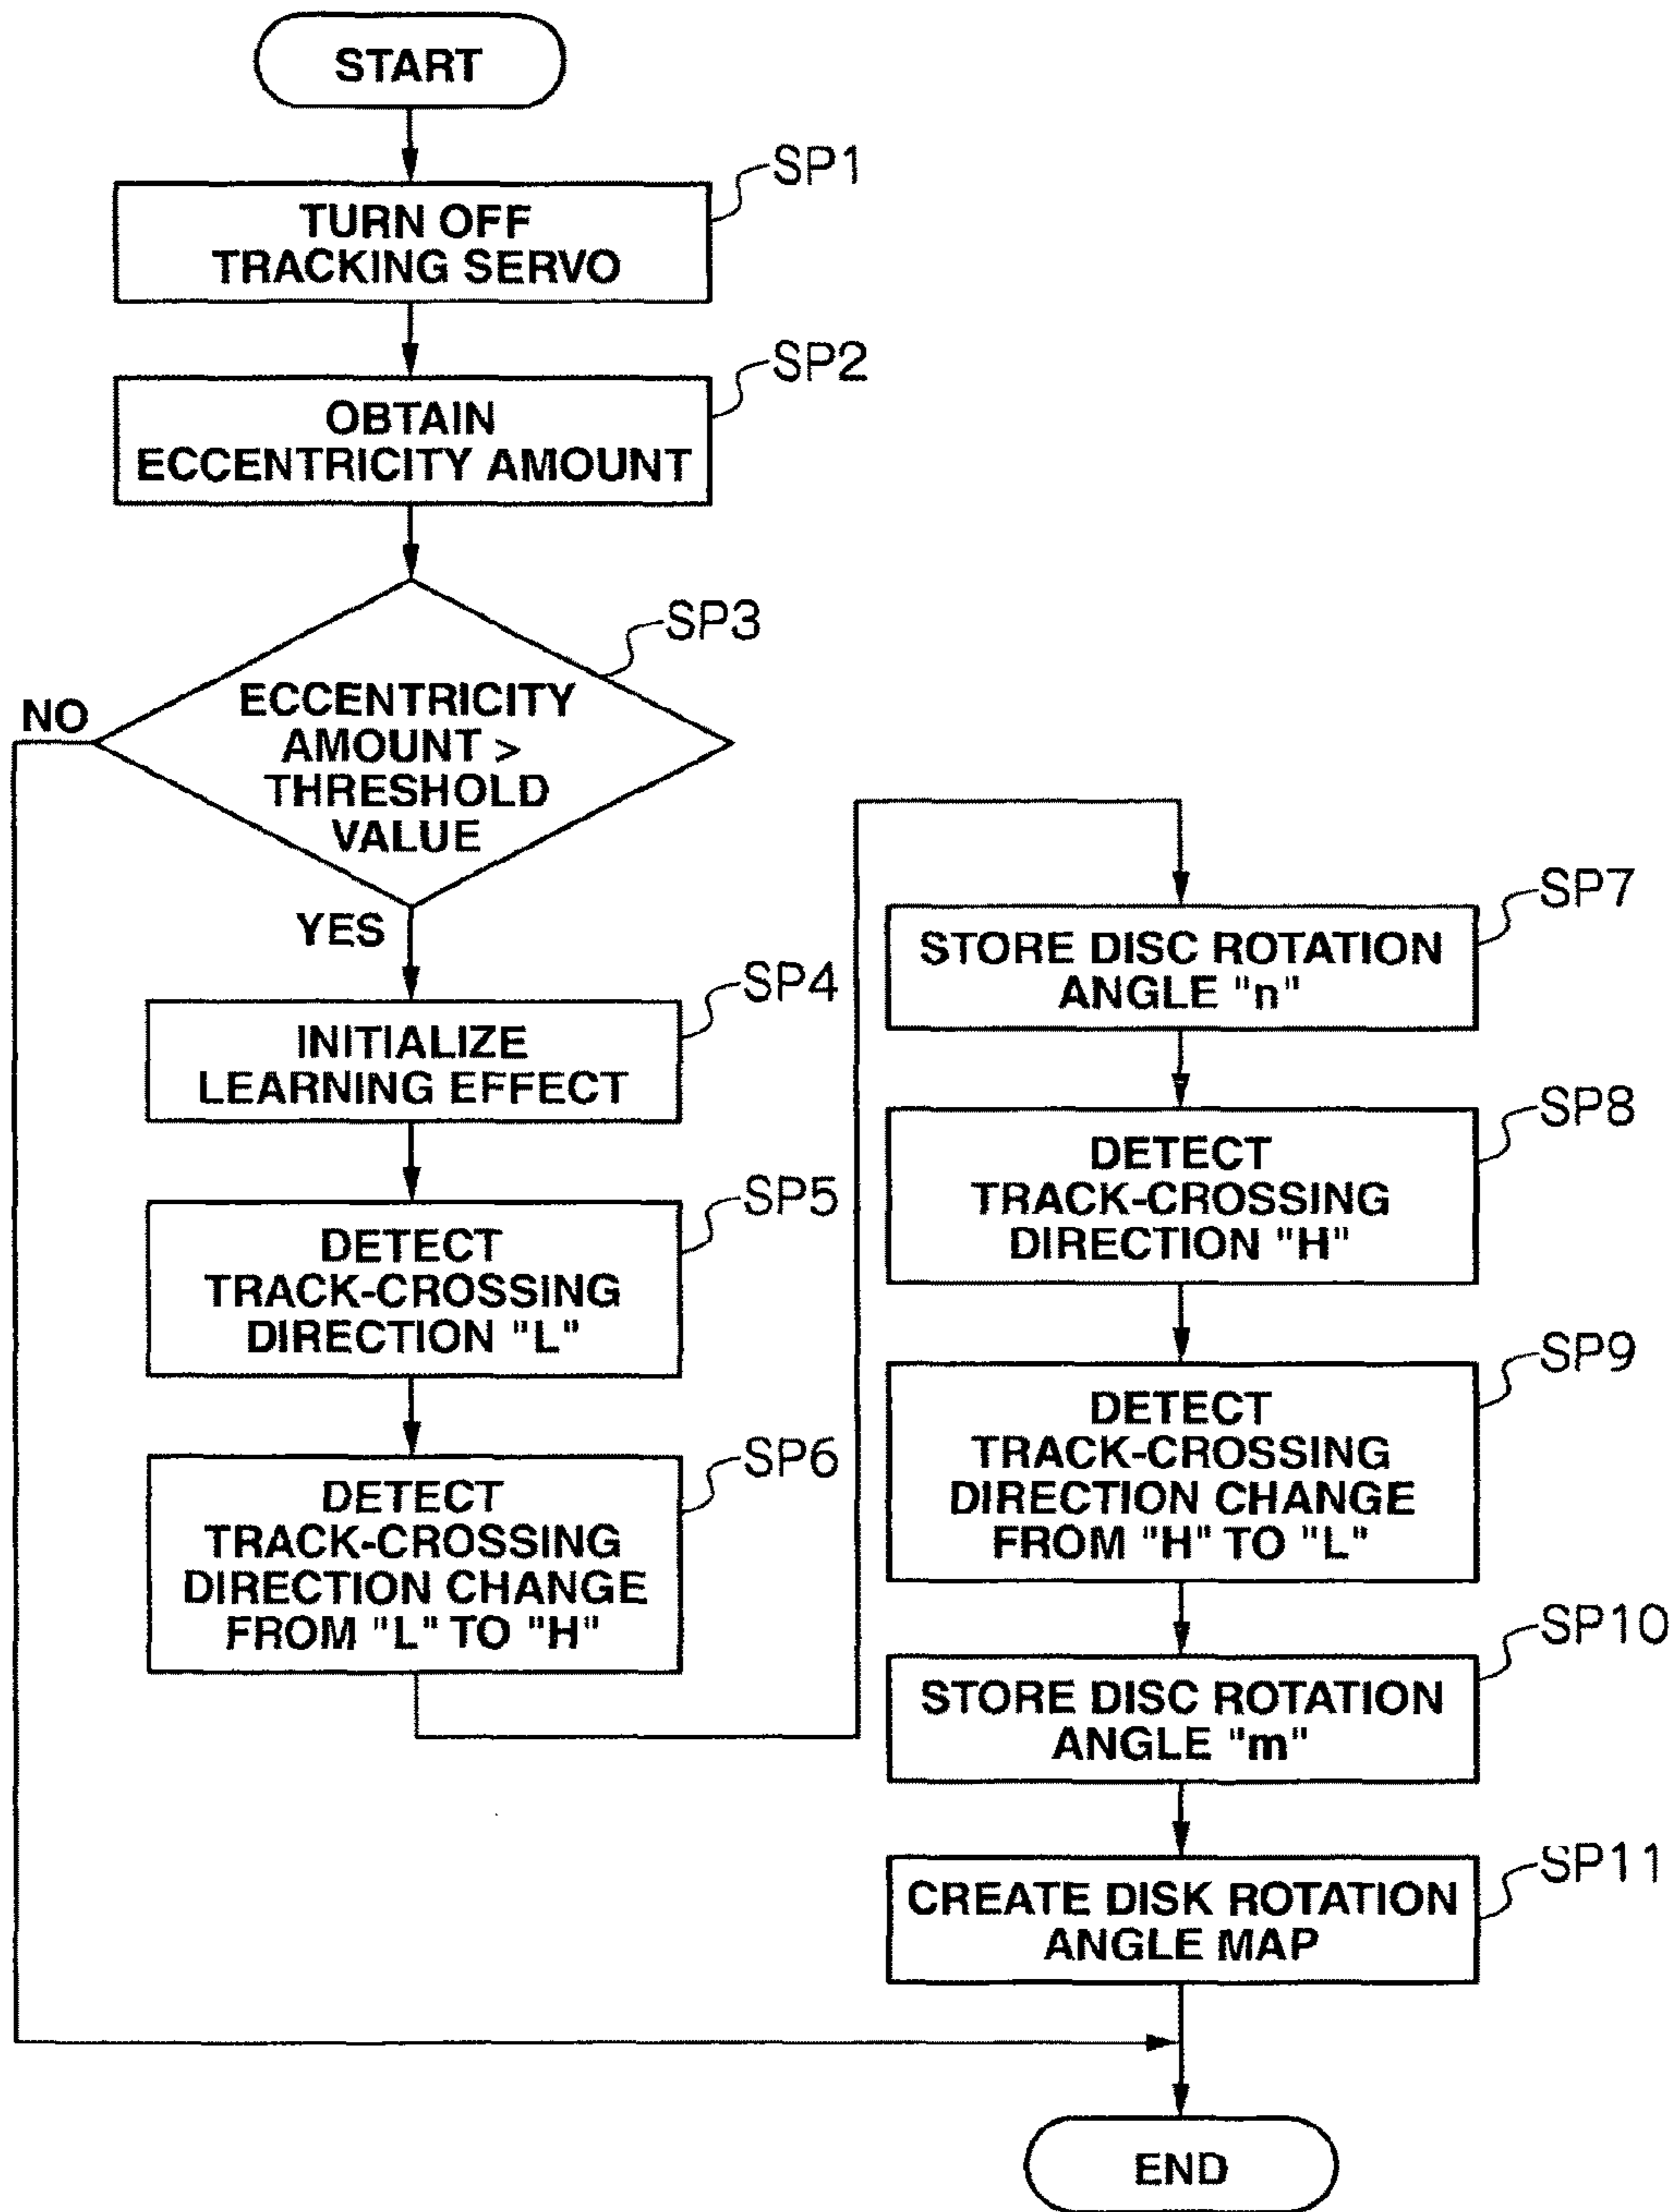 START
SP1
TURN OFF
TRACKING SERVO
SP2
OBTAIN
ECCENTRICITY AMOUNT
SP3
ECCENTRICITY
AMOUNT >
THRESHOLD
VALUE
NO
YES
SP4
INITIALIZE
LEARNING EFFECT
SP5
DETECT
TRACK-CROSSING
DIRECTION "L"
SP6
DETECT
TRACK-CROSSING
DIRECTION CHANGE
FROM "L" TO "H"
SP7
STORE DISC ROTATION
ANGLE "n"
SP8
DETECT
TRACK-CROSSING
DIRECTION "H"
SP9
DETECT
TRACK-CROSSING
DIRECTION CHANGE
FROM "H" TO "L"
SP10
STORE DISC ROTATION
ANGLE "m"
SP11
CREATE DISK ROTATION
ANGLE MAP
END